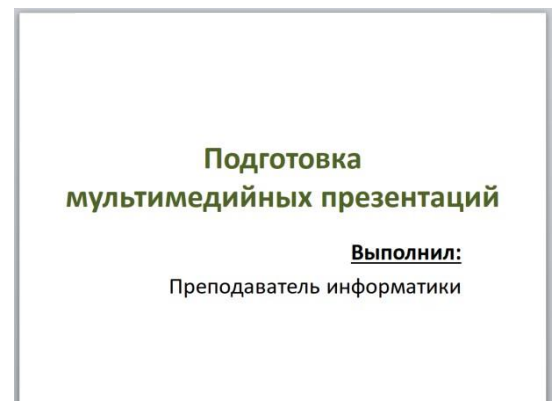 Подготовка
мультимедийных презентаций
Выполнил:
Преподаватель информатики